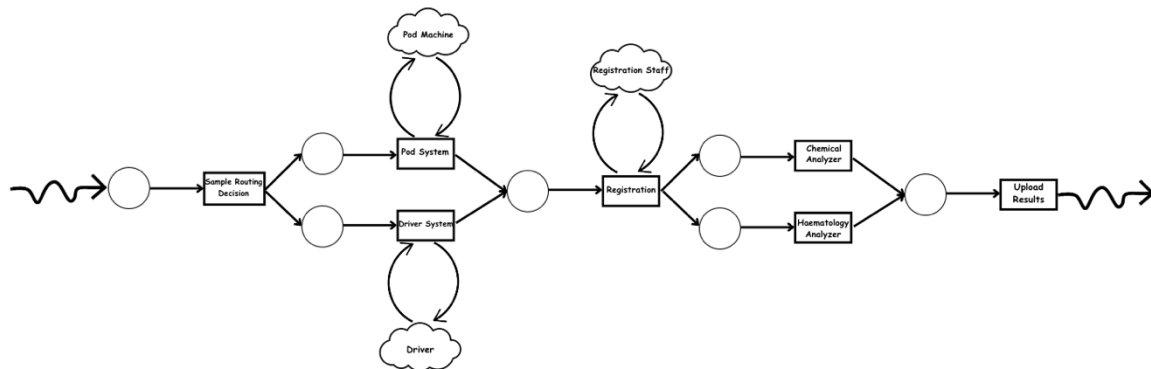 Pod Machine
Registration Staff
Pod System
Chemical
Analyzer
Sample Routing
Decision
Registration
Upload
Results
Driver System
Haematology
Analyzer
Driver